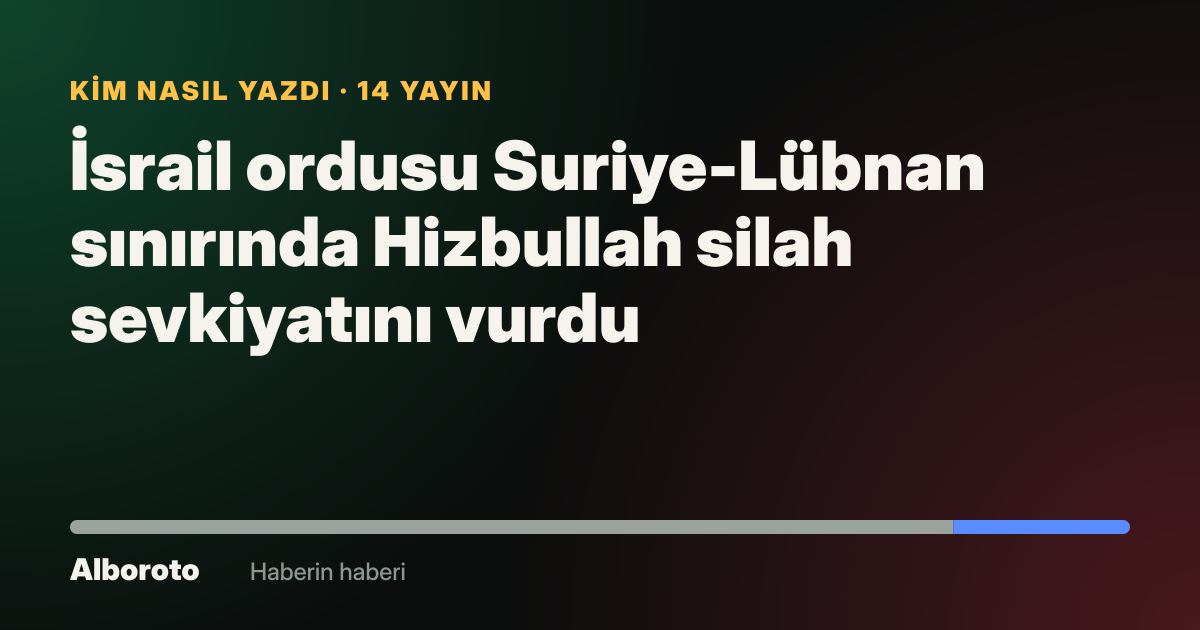 KİM NASIL YAZDI · 14 YAYIN
İsrail ordusu Suriye-Lübnan
sınırında Hizbullah silah
sevkiyatını vurdu
Alboroto
Haberin haberi